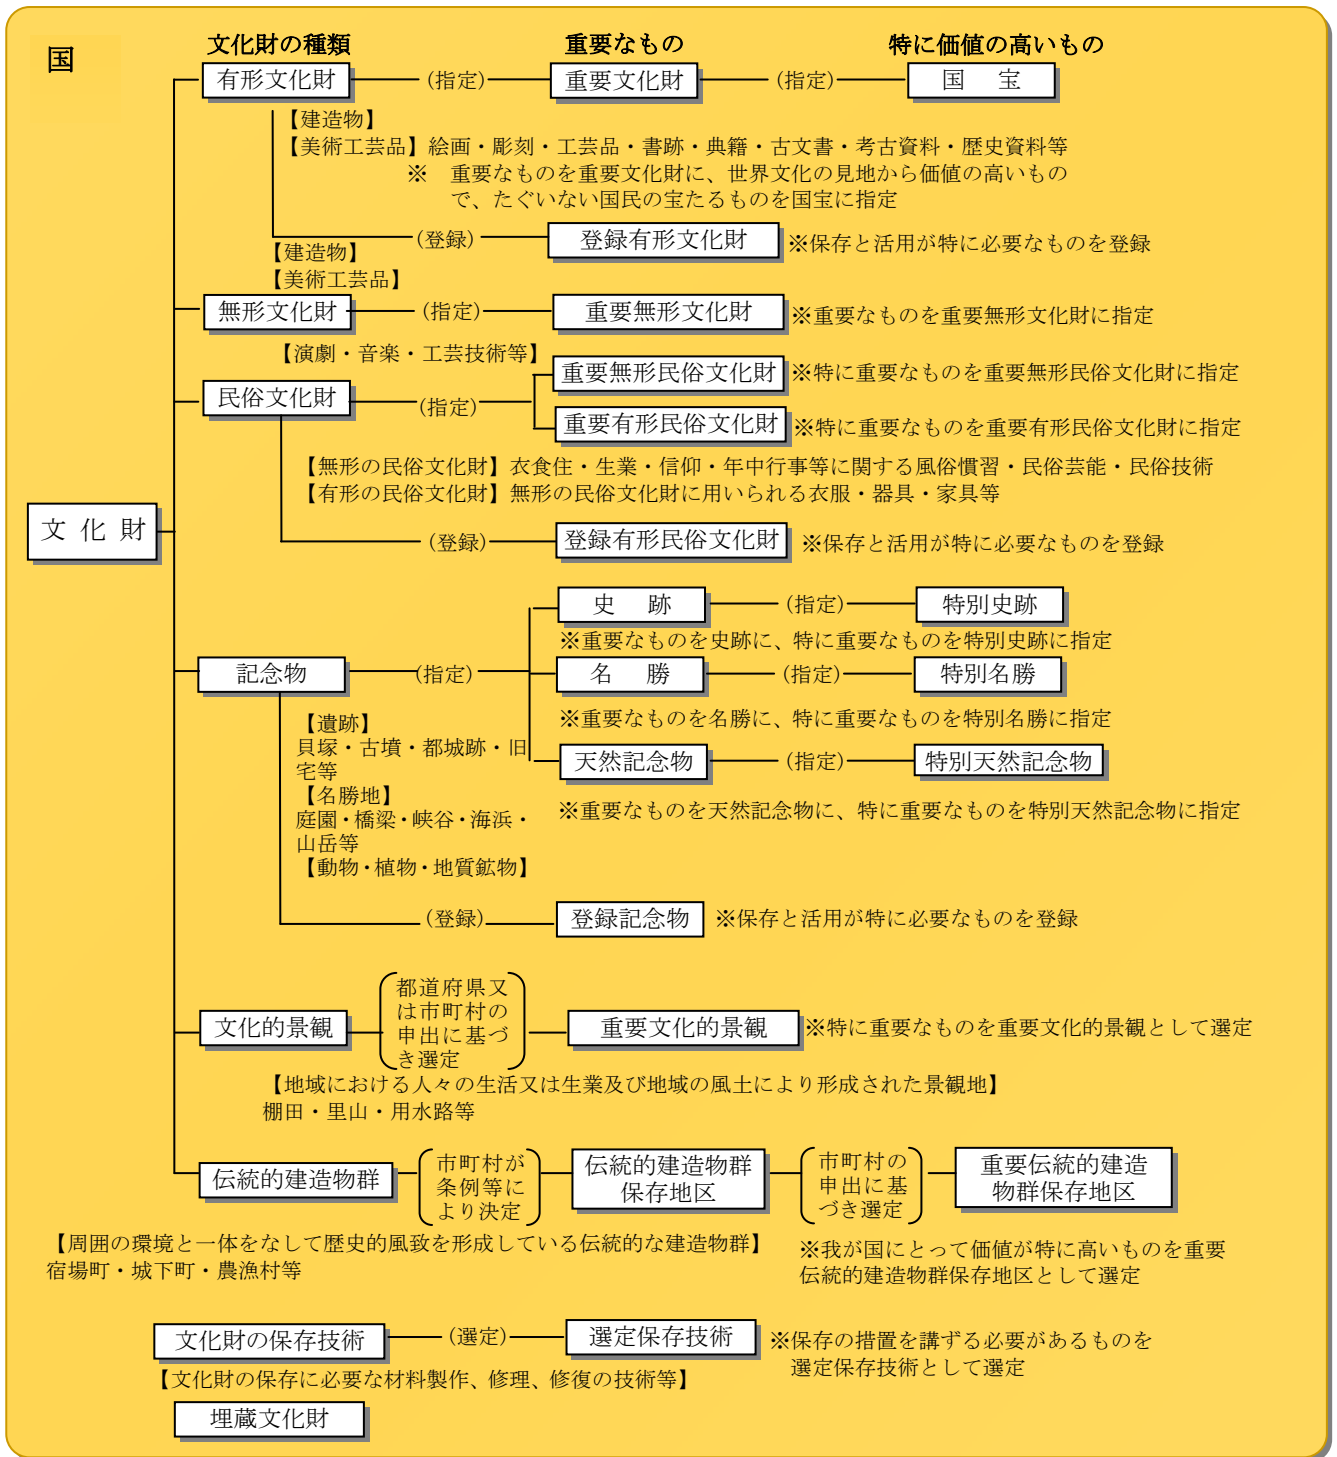 国
文化財の種類 重要なもの 特に価値の高いもの
有形文化財 (指定) 重要文化財 (指定) 国 宝
【建造物】
【美術工芸品】絵画・彫刻・工芸品・書跡・典籍・古文書・考古資料・歴史資料等
※ 重要なものを重要文化財に、世界文化の見地から価値の高いもの
で、たぐいない国民の宝たるものを国宝に指定
(登録) 登録有形文化財 ※保存と活用が特に必要なものを登録
【建造物】
【美術工芸品】
無形文化財 (指定) 重要無形文化財 ※重要なものを重要無形文化財に指定
【演劇・音楽・工芸技術等】
重要無形民俗文化財 ※特に重要なものを重要無形民俗文化財に指定
民俗文化財 (指定)
重要有形民俗文化財 ※特に重要なものを重要有形民俗文化財に指定
【無形の民俗文化財】衣食住・生業・信仰・年中行事等に関する風俗慣習・民俗芸能・民俗技術
【有形の民俗文化財】無形の民俗文化財に用いられる衣服・器具・家具等
文 化 財
(登録) 登録有形民俗文化財 ※保存と活用が特に必要なものを登録
史 跡 (指定) 特別史跡
※重要なものを史跡に、特に重要なものを特別史跡に指定
記念物 (指定) 名 勝 (指定) 特別名勝
※重要なものを名勝に、特に重要なものを特別名勝に指定
【遺跡】
貝塚・古墳・都城跡・旧
宅等
天然記念物 (指定) 特別天然記念物
【名勝地】
庭園・橋梁・峡谷・海浜・
山岳等
※重要なものを天然記念物に、特に重要なものを特別天然記念物に指定
【動物・植物・地質鉱物】
(登録) 登録記念物 ※保存と活用が特に必要なものを登録
文化的景観
都道府県又
は市町村の
申出に基づ
き選定
重要文化的景観 ※特に重要なものを重要文化的景観として選定
【地域における人々の生活又は生業及び地域の風土により形成された景観地】
棚田・里山・用水路等
伝統的建造物群
市町村が
条例等に
より決定
伝統的建造物群
保存地区
市町村の
申出に基
づき選定
重要伝統的建造
物群保存地区
【周囲の環境と一体をなして歴史的風致を形成している伝統的な建造物群】
宿場町・城下町・農漁村等
※我が国にとって価値が特に高いものを重要
伝統的建造物群保存地区として選定
文化財の保存技術 (選定) 選定保存技術 ※保存の措置を講ずる必要があるものを
選定保存技術として選定
【文化財の保存に必要な材料製作、修理、修復の技術等】
埋蔵文化財